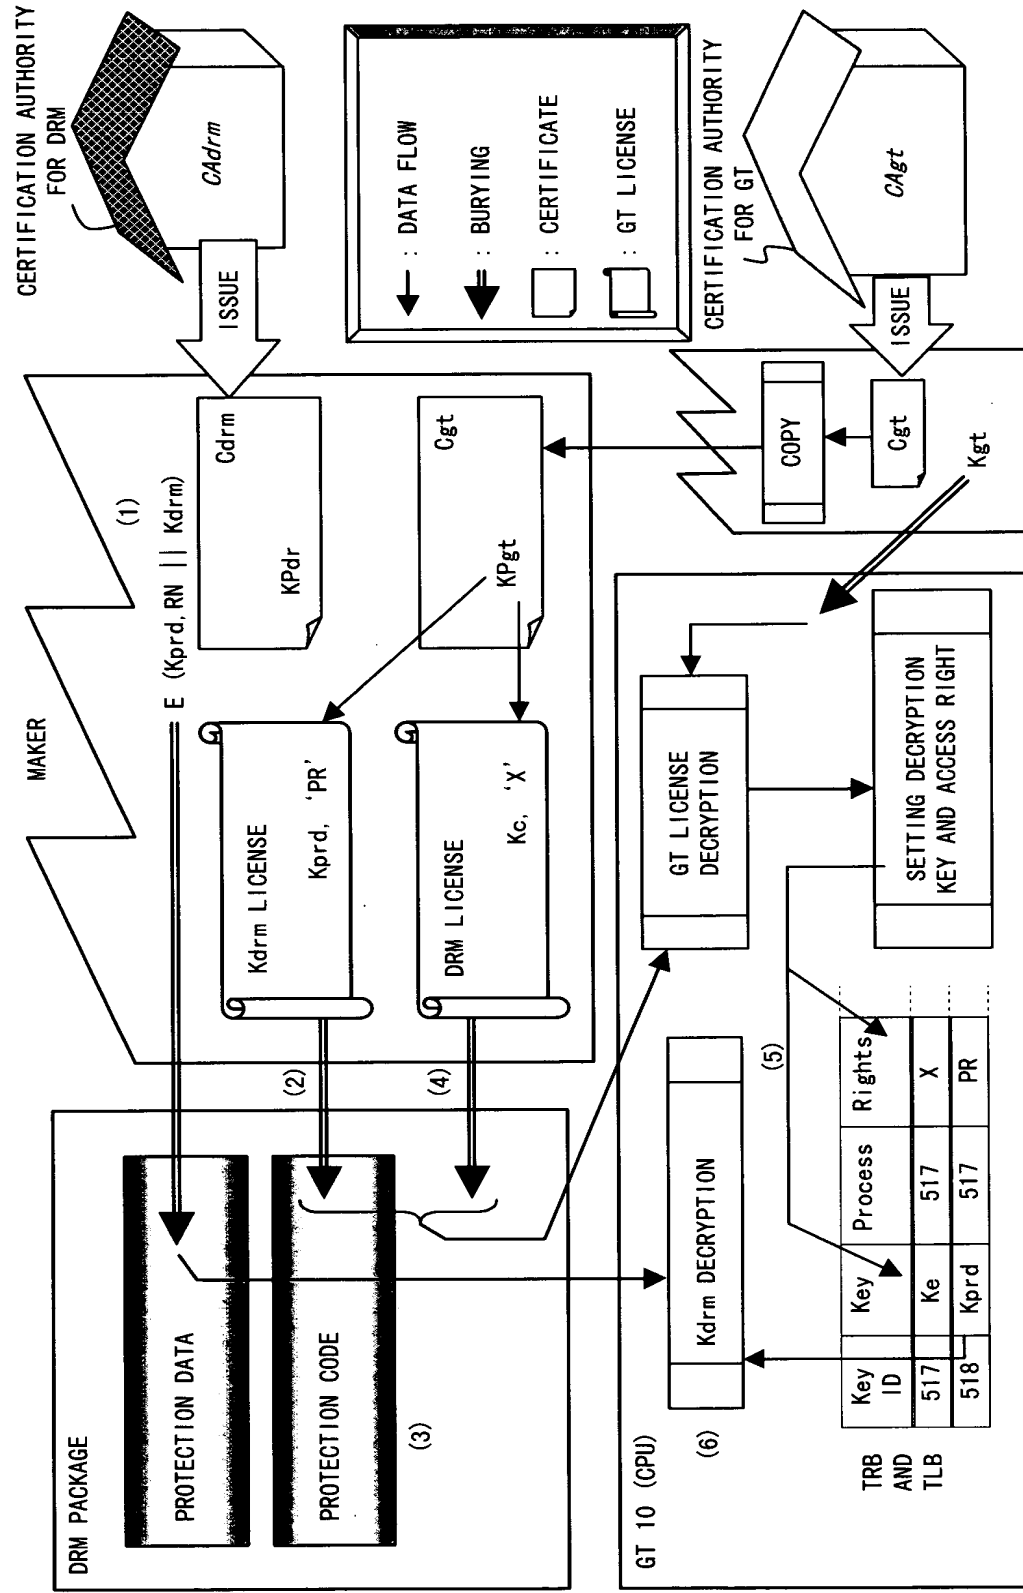 MAKER
CERTIFICATION AUTHORITY
FOR DRM
CAdrm
ISSUE
(1)
E (Kprd, RN || Kdrm)
Cdrm
KPdr
Cgt
KPgt
Kdrm LICENSE
Kprd, 'PR'
DRM LICENSE
Kc, 'X'
(2)
(4)
DRM PACKAGE
PROTECTION DATA
PROTECTION CODE
(3)
: DATA FLOW
: BURYING
: CERTIFICATE
: GT LICENSE
CERTIFICATION AUTHORITY
FOR GT
CAgt
ISSUE
COPY
Cgt
Kgt
GT 10 (CPU)
(6)
Kdrm DECRYPTION
GT LICENSE
DECRYPTION
SETTING DECRYPTION
KEY AND ACCESS RIGHT
(5)
TRB
AND
TLB
Key
ID
Key
Process
Rights
517
Ke
517
X
518
Kprd
517
PR